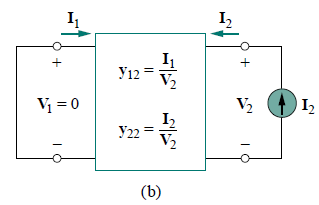 I₁ I₂
+ +
y₁₂ = I₁/V₂
V₁ = 0 V₂ I₂
y₂₂ = I₂/V₂
− −
(b)